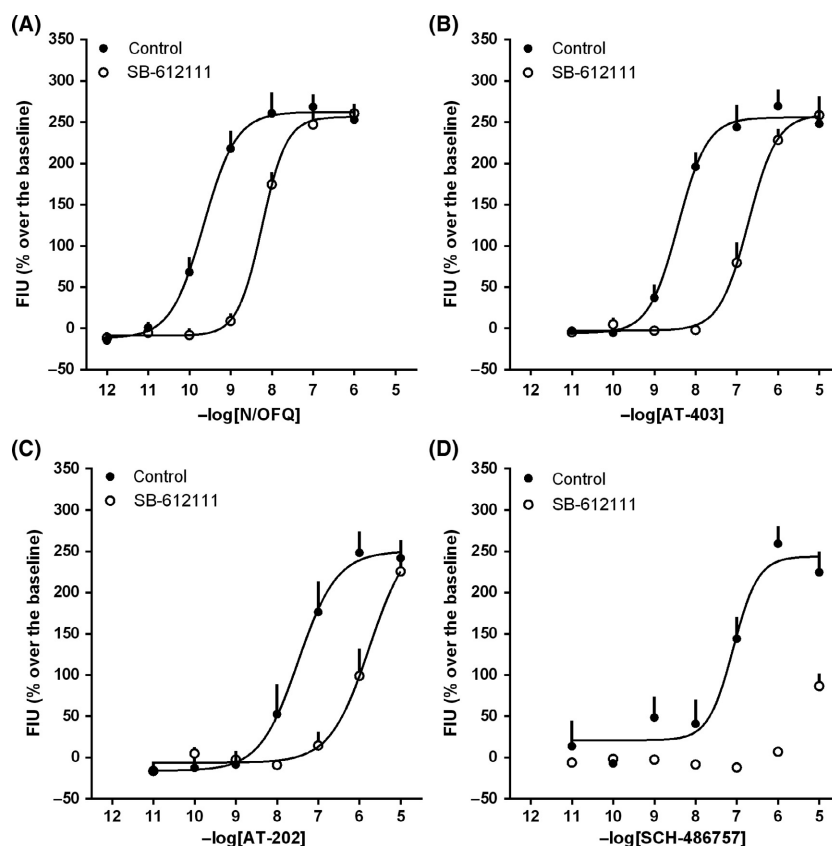 (A)
Control
SB-612111
350
300
250
200
150
100
50
0
–50
12 11 10 9 8 7 6 5
FIU (% over the baseline)
–log[N/OFQ]
(B)
Control
SB-612111
350
300
250
200
150
100
50
0
–50
12 11 10 9 8 7 6 5
FIU (% over the baseline)
–log[AT-403]
(C)
Control
SB-612111
350
300
250
200
150
100
50
0
–50
12 11 10 9 8 7 6 5
FIU (% over the baseline)
–log[AT-202]
(D)
Control
SB-612111
350
300
250
200
150
100
50
0
–50
12 11 10 9 8 7 6 5
FIU (% over the baseline)
–log[SCH-486757]